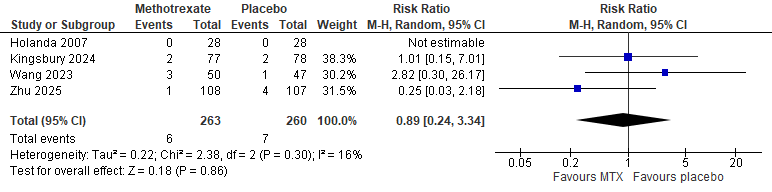 Methotrexate Placebo Risk Ratio Risk Ratio
Study or Subgroup Events Total Events Total Weight M-H, Random, 95% CI M-H, Random, 95% CI
Holanda 2007 0 28 0 28 Not estimable
Kingsbury 2024 2 77 2 78 38.3% 1.01 [0.15, 7.01]
Wang 2023 3 50 1 47 30.2% 2.82 [0.30, 26.17]
Zhu 2025 1 108 4 107 31.5% 0.25 [0.03, 2.18]
Total (95% CI) 263 260 100.0% 0.89 [0.24, 3.34]
Total events 6 7
Heterogeneity: Tau² = 0.22; Chi² = 2.38, df = 2 (P = 0.30); I² = 16%
Test for overall effect: Z = 0.18 (P = 0.86)
0.05 0.2 1 5 20
Favours MTX Favours placebo